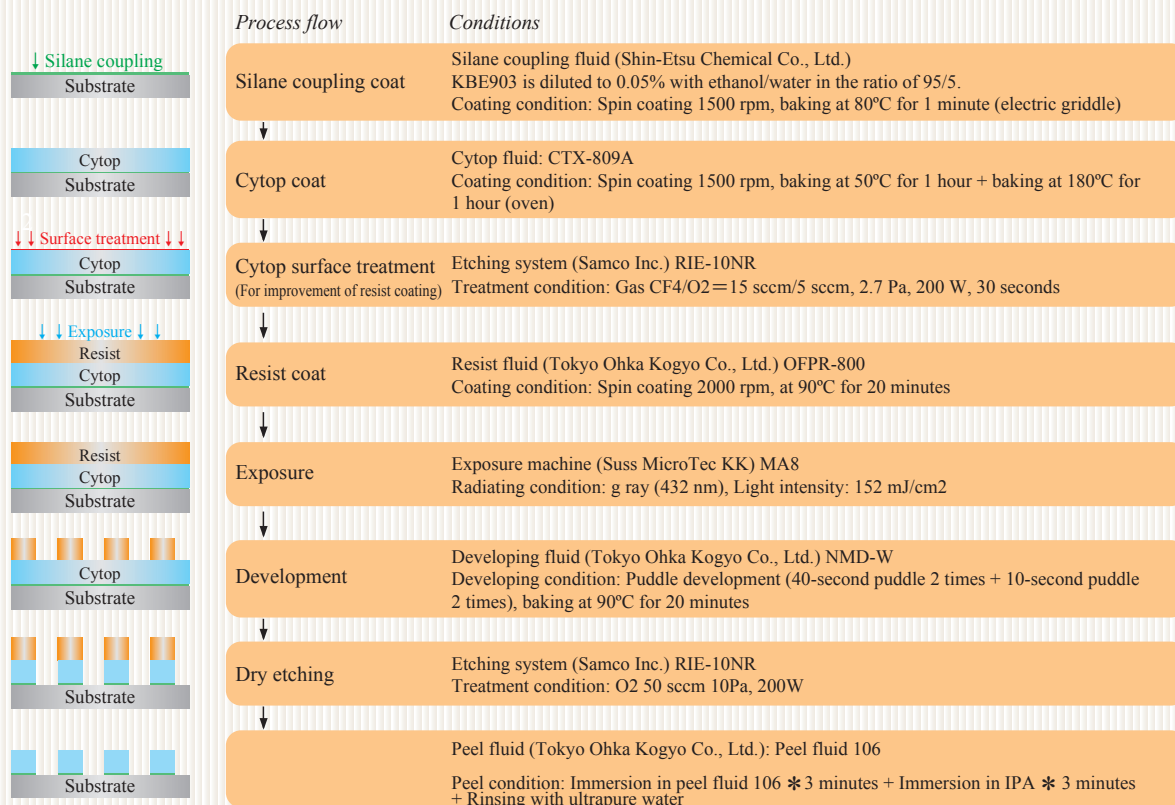 Process flow
Conditions
↓ Silane coupling
Substrate
Silane coupling coat
Silane coupling fluid (Shin-Etsu Chemical Co., Ltd.)
KBE903 is diluted to 0.05% with ethanol/water in the ratio of 95/5.
Coating condition: Spin coating 1500 rpm, baking at 80ºC for 1 minute (electric griddle)
Cytop
Substrate
Cytop coat
Cytop fluid: CTX-809A
Coating condition: Spin coating 1500 rpm, baking at 50ºC for 1 hour + baking at 180ºC for
1 hour (oven)
↓ ↓ Surface treatment ↓ ↓
Cytop
Substrate
Cytop surface treatment
(For improvement of resist coating)
Etching system (Samco Inc.) RIE-10NR
Treatment condition: Gas CF4/O2＝15 sccm/5 sccm, 2.7 Pa, 200 W, 30 seconds
↓ ↓ Exposure ↓ ↓
Resist
Cytop
Substrate
Resist coat
Resist fluid (Tokyo Ohka Kogyo Co., Ltd.) OFPR-800
Coating condition: Spin coating 2000 rpm, at 90ºC for 20 minutes
Resist
Cytop
Substrate
Exposure
Exposure machine (Suss MicroTec KK) MA8
Radiating condition: g ray (432 nm), Light intensity: 152 mJ/cm2
Cytop
Substrate
Development
Developing fluid (Tokyo Ohka Kogyo Co., Ltd.) NMD-W
Developing condition: Puddle development (40-second puddle 2 times + 10-second puddle
2 times), baking at 90ºC for 20 minutes
Substrate
Dry etching
Etching system (Samco Inc.) RIE-10NR
Treatment condition: O2 50 sccm 10Pa, 200W
Substrate
Peel fluid (Tokyo Ohka Kogyo Co., Ltd.): Peel fluid 106
Peel condition: Immersion in peel fluid 106 ＊3 minutes + Immersion in IPA ＊ 3 minutes
+ Rinsing with ultrapure water